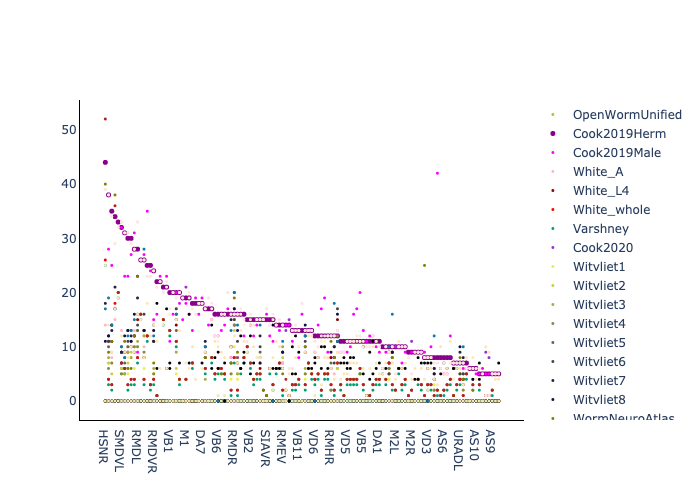 50
40
30
20
10
0
HSNR
SMDVL
RMDL
RMDVR
VB1
M1
DA7
VB6
RMDR
VB2
SIAVR
RMEV
VB11
VD6
RMHR
VD5
VB5
DA1
M2L
M2R
VD3
AS6
URADL
AS10
AS9
OpenWormUnified
Cook2019Herm
Cook2019Male
White_A
White_L4
White_whole
Varshney
Cook2020
Witvliet1
Witvliet2
Witvliet3
Witvliet4
Witvliet5
Witvliet6
Witvliet7
Witvliet8
WormNeuroAtlas